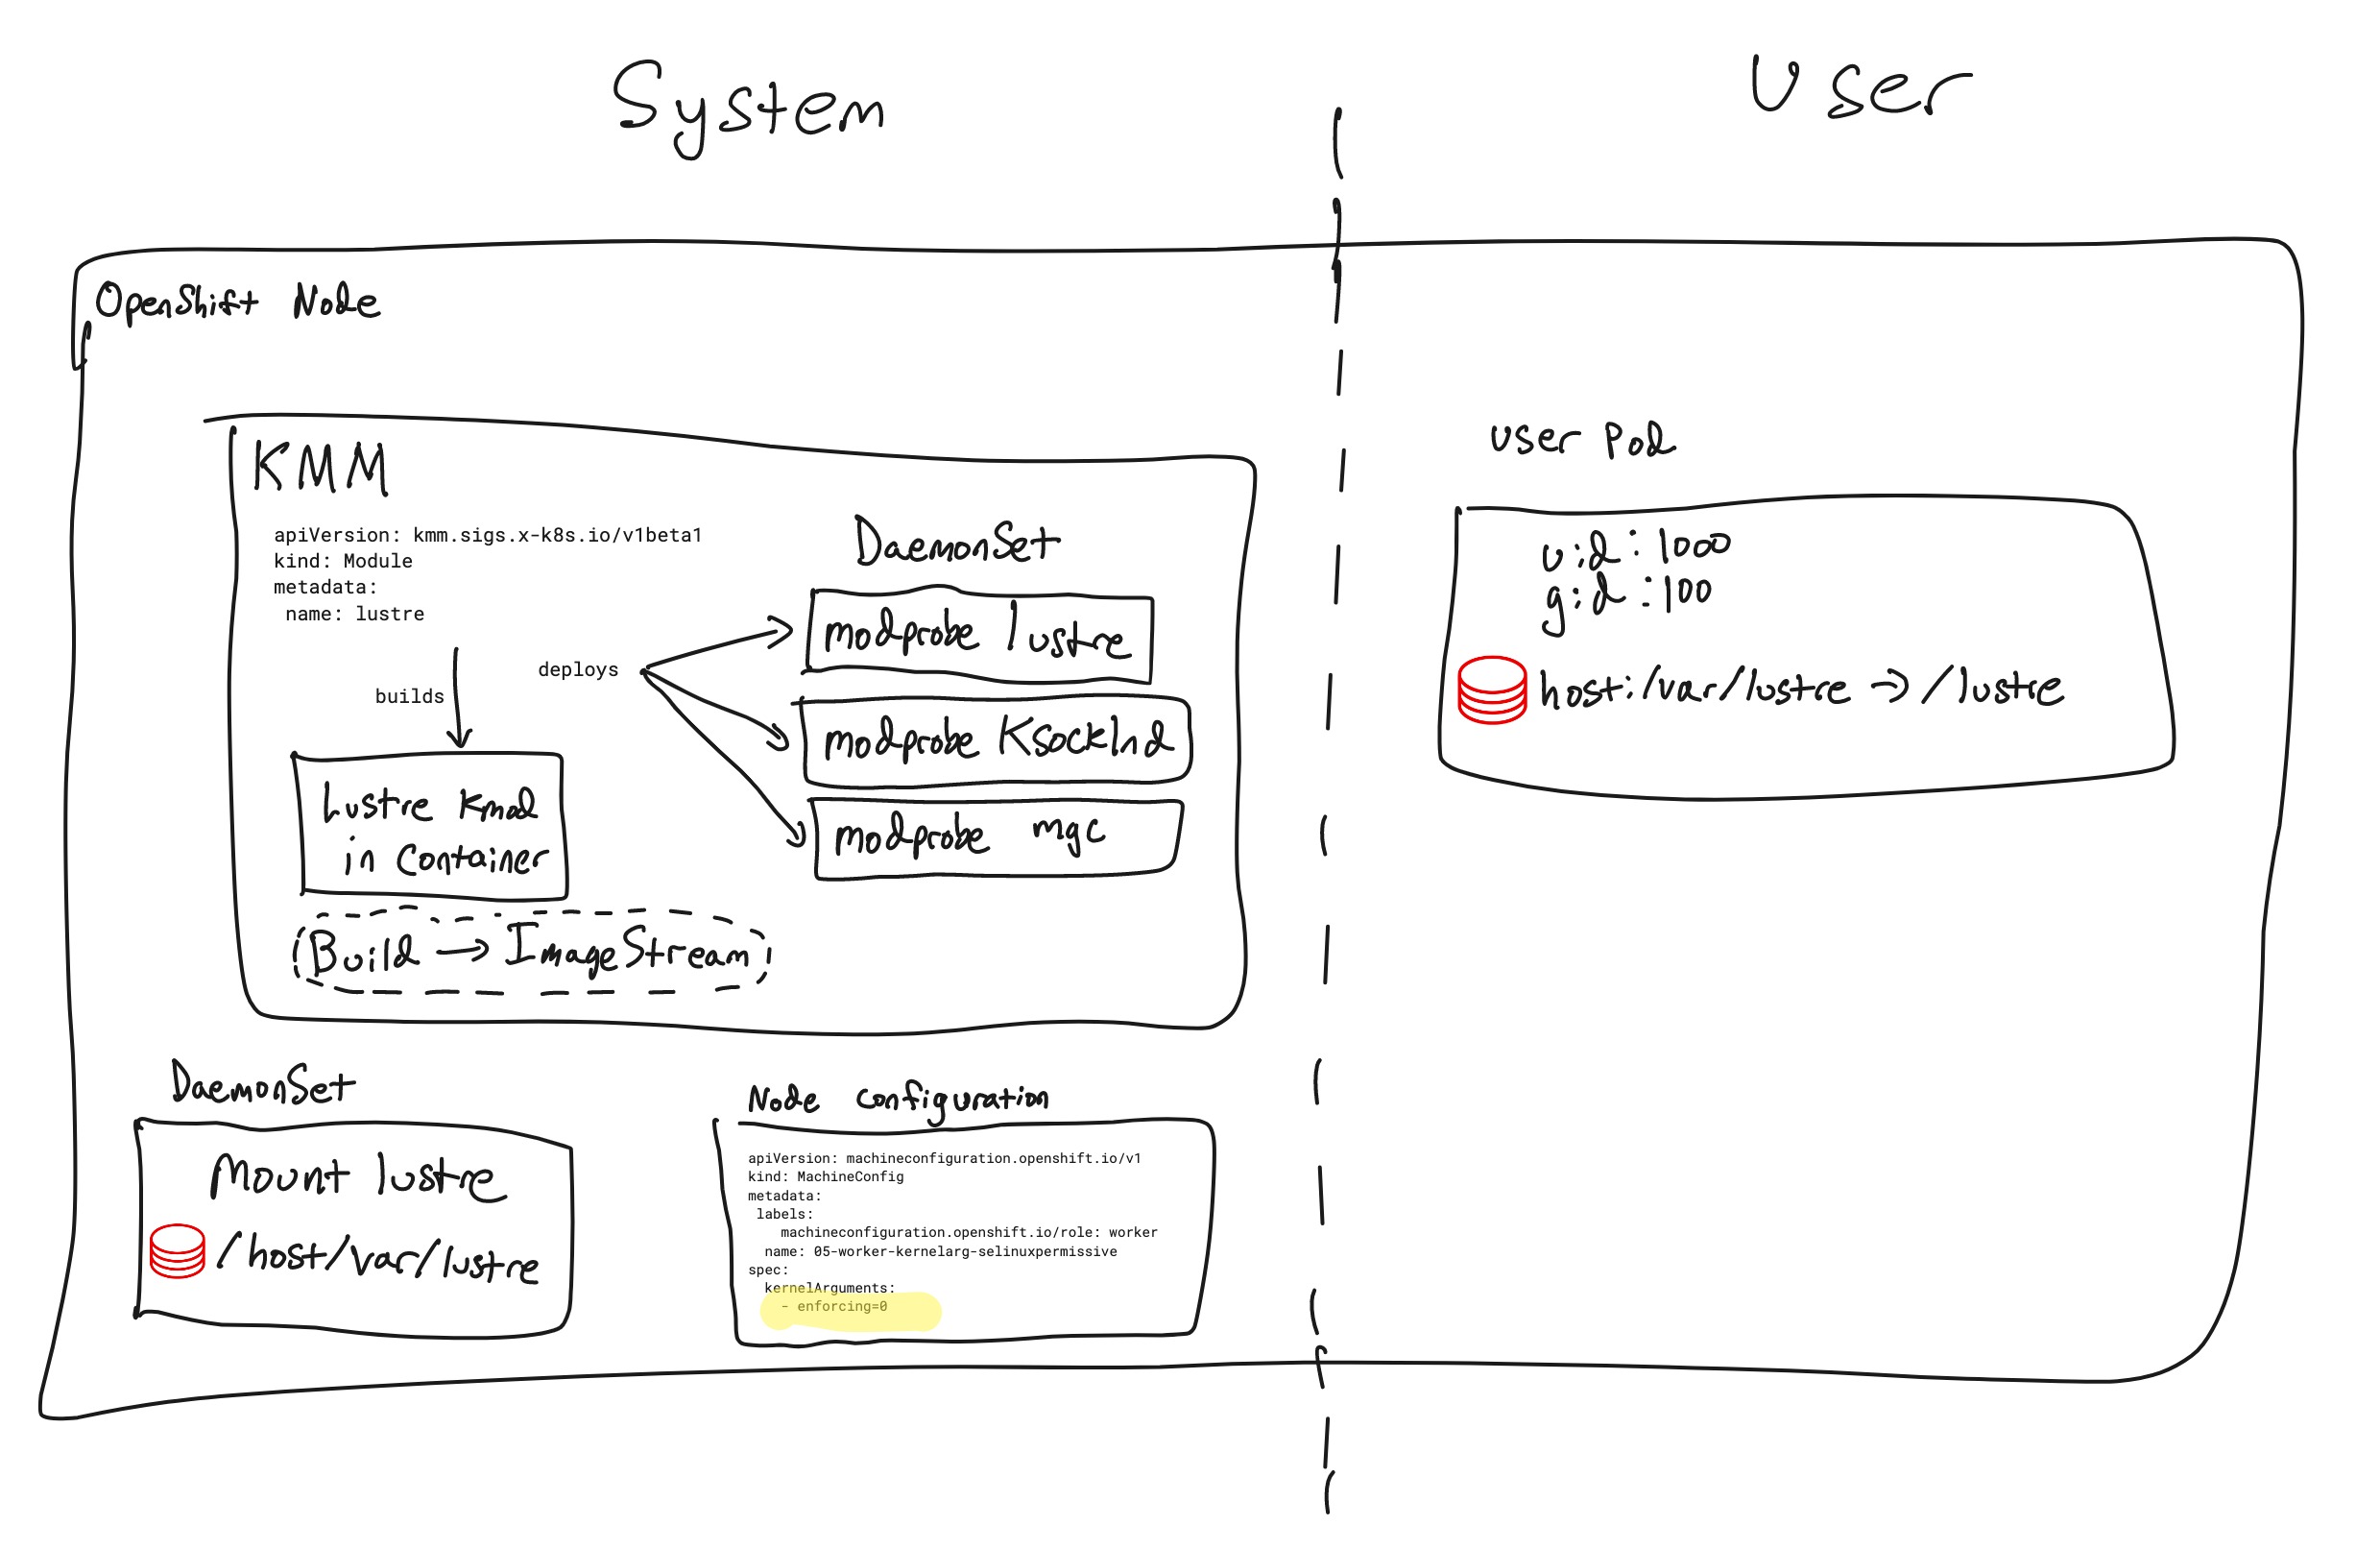 System
User
OpenShift Node
KMM
apiVersion: kmm.sigs.x-k8s.io/v1beta1
kind: Module
metadata:
name: lustre
builds
Lustre Kmod
in container
Build → ImageStream
deploys
DaemonSet
modprobe lustre
modprobe Ksocklnd
modprobe mgc
DaemonSet
Mount lustre
/host/var/lustre
Node configuration
apiVersion: machineconfiguration.openshift.io/v1
kind: MachineConfig
metadata:
labels:
machineconfiguration.openshift.io/role: worker
name: 05-worker-kernelarg-selinuxpermissive
spec:
kernelArguments:
- enforcing=0
User Pod
uid: 1000
gid: 100
host:/var/lustre → /lustre